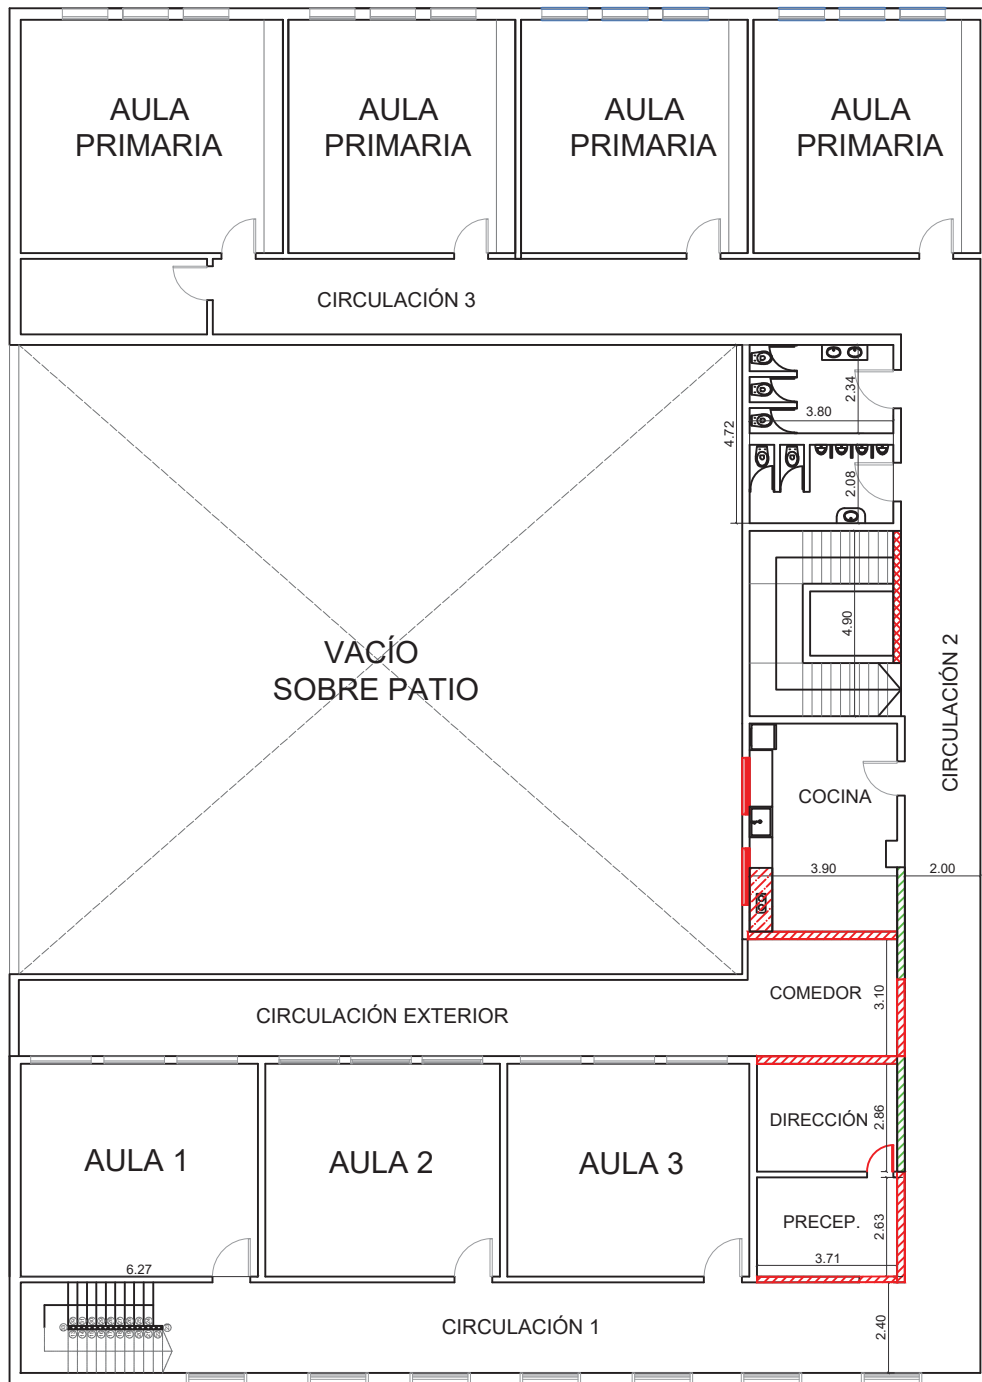 AULA
PRIMARIA
AULA
PRIMARIA
AULA
PRIMARIA
AULA
PRIMARIA
CIRCULACIÓN 3
2.34
3.80
4.72
2.08
VACÍO
SOBRE PATIO
4.90
CIRCULACIÓN 2
COCINA
3.90
2.00
COMEDOR
3.10
CIRCULACIÓN EXTERIOR
DIRECCIÓN
2.86
AULA 1
AULA 2
AULA 3
PRECEP.
2.63
3.71
6.27
CIRCULACIÓN 1
2.40